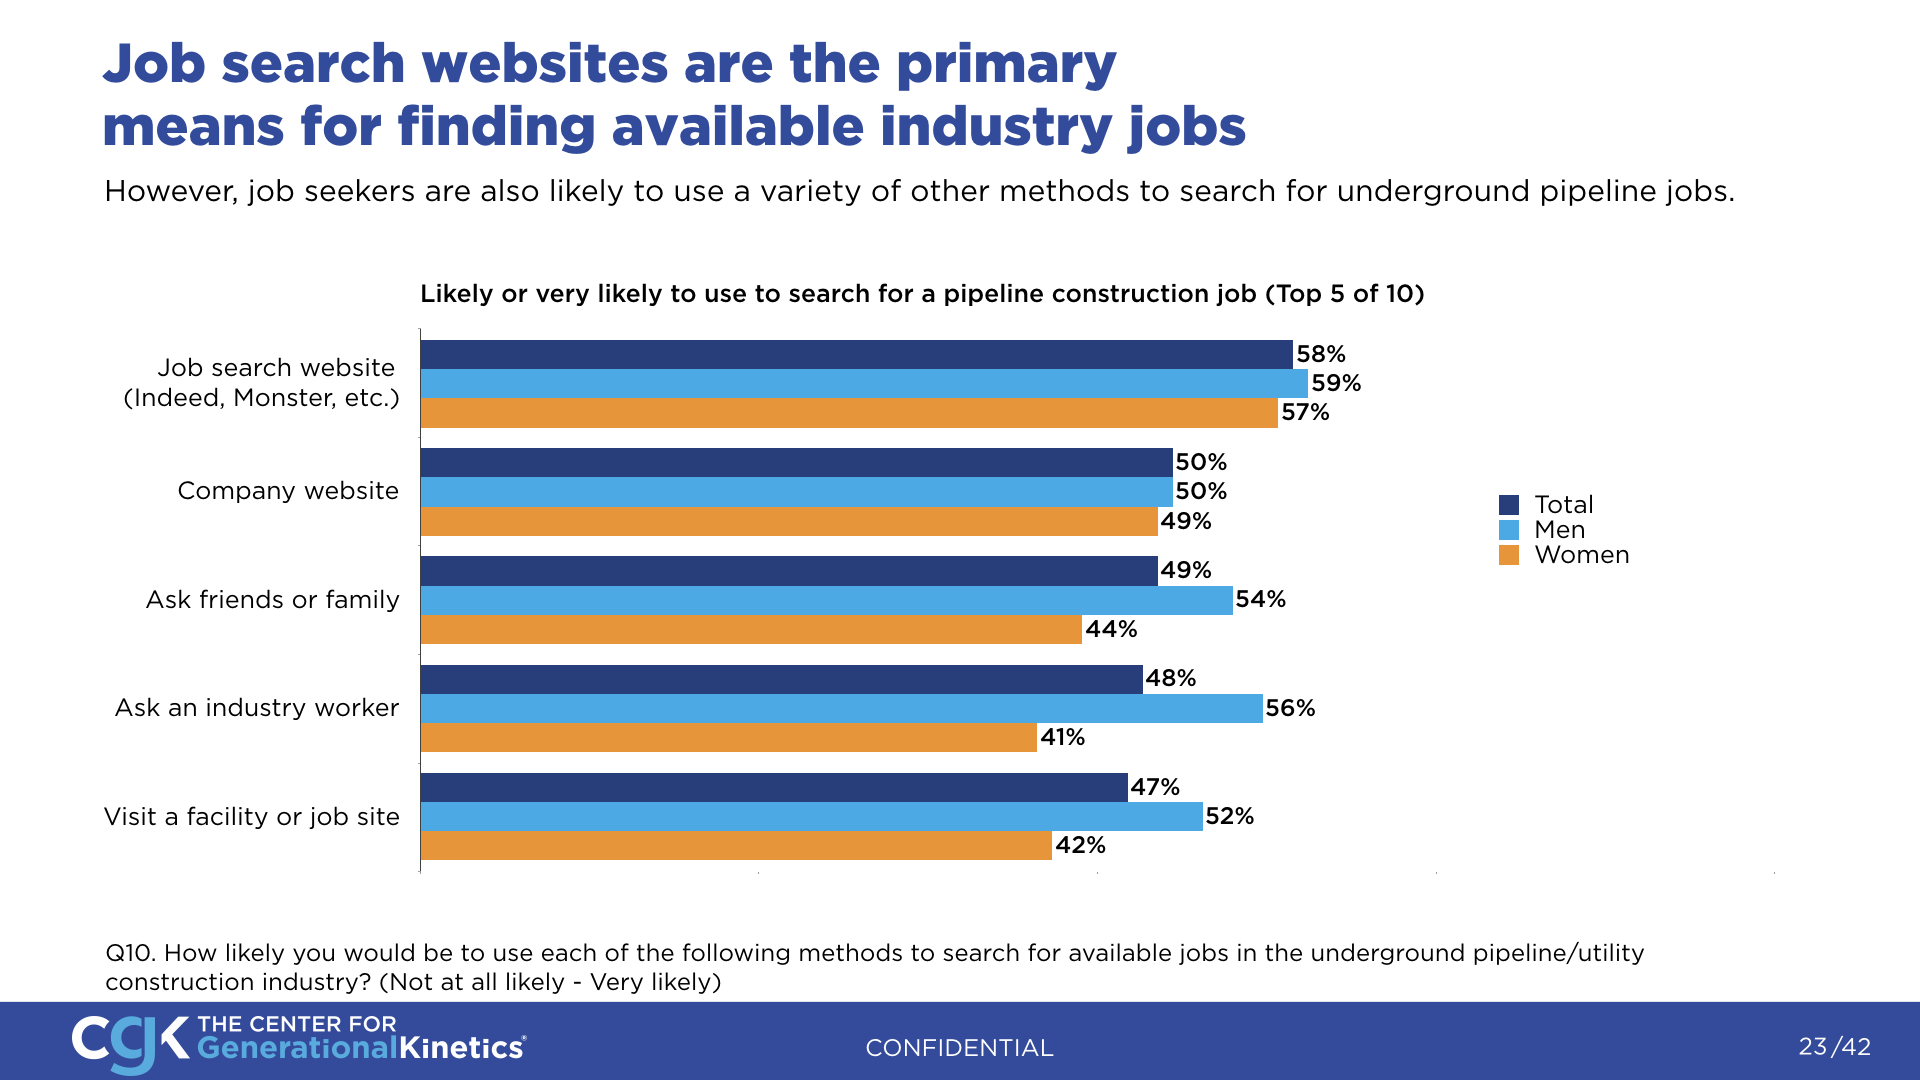 Job search websites are the primary
means for finding available industry jobs
However, job seekers are also likely to use a variety of other methods to search for underground pipeline jobs.
Likely or very likely to use to search for a pipeline construction job (Top 5 of 10)
Job search website
(Indeed, Monster, etc.)
58%
59%
57%
Company website
50%
50%
49%
Ask friends or family
49%
54%
44%
Ask an industry worker
48%
56%
41%
Visit a facility or job site
47%
52%
42%
Total
Men
Women
Q10. How likely you would be to use each of the following methods to search for available jobs in the underground pipeline/utility
construction industry? (Not at all likely - Very likely)
cgk THE CENTER FOR
GenerationalKinetics®
CONFIDENTIAL
23/42